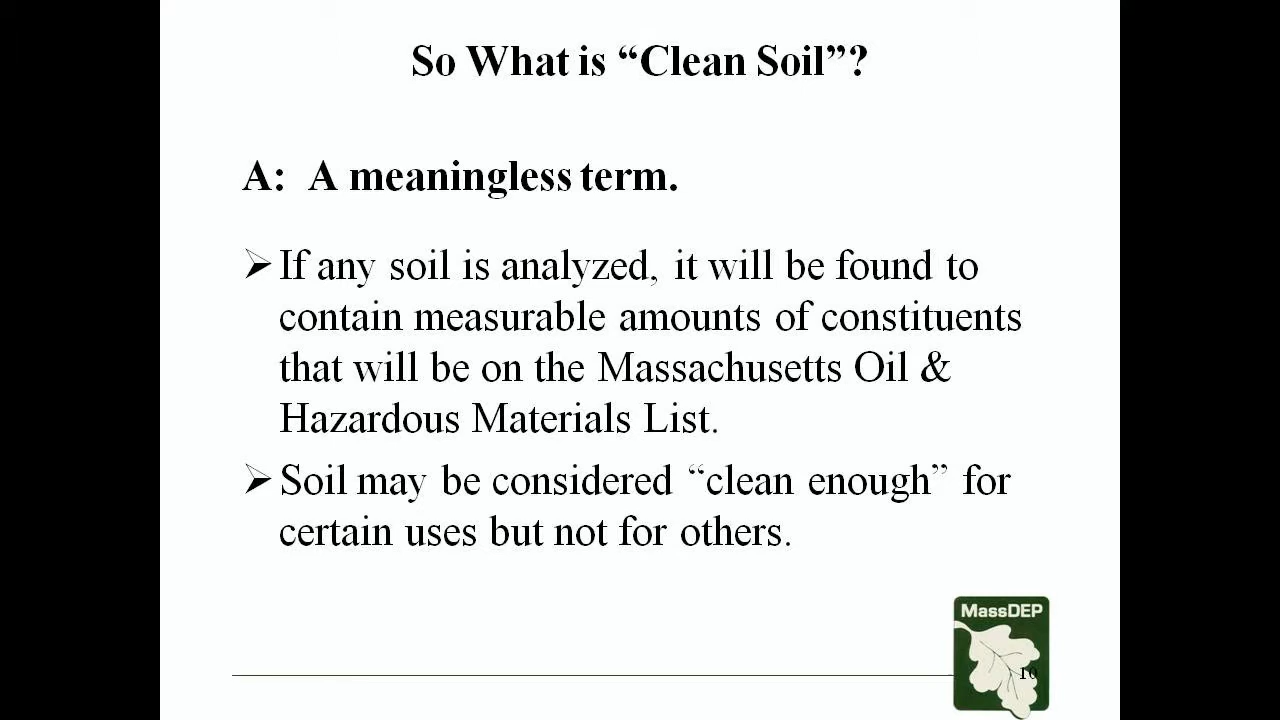 So What is “Clean Soil”?
A: A meaningless term.
If any soil is analyzed, it will be found to
contain measurable amounts of constituents
that will be on the Massachusetts Oil &
Hazardous Materials List.
Soil may be considered “clean enough” for
certain uses but not for others.
MassDEP
10